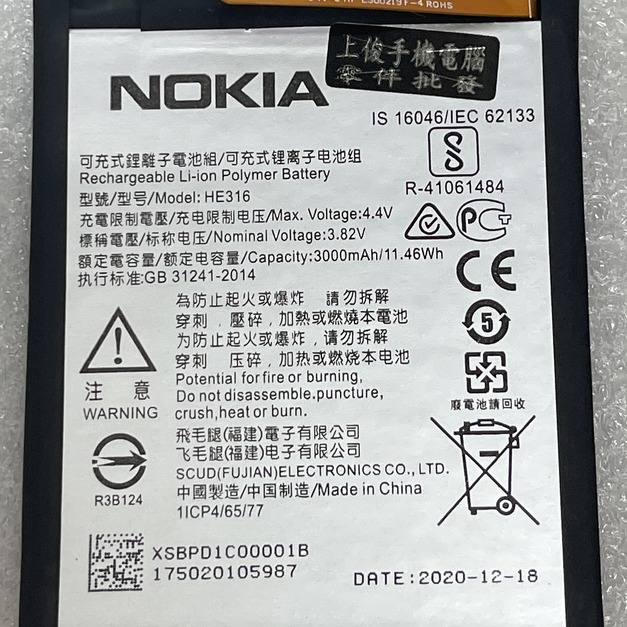 L300219F-4 ROHS
上俊手機電腦
零件批發
NOKIA
IS 16046/IEC 62133
R-41061484
可充式鋰離子電池組/可充式锂离子电池组
Rechargeable Li-ion Polymer Battery
型號/型号/Model: HE316
充電限制電壓/充电限制电压/Max. Voltage:4.4V
標稱電壓/标称电压/Nominal Voltage:3.82V
額定電容量/额定电容量/Capacity:3000mAh/11.46Wh
执行标准:GB 31241-2014
為防止起火或爆炸 請勿拆解
穿刺﹐壓碎﹐加熱或燃燒本電池
为防止起火或爆炸﹐请勿拆解
穿刺 压碎﹐加热或燃烧本电池
Potential for fire or burning,
Do not disassemble.puncture,
crush,heat or burn.
注 意
WARNING
CE
5
廢電池請回收
飛毛腿(福建)電子有限公司
飞毛腿(福建)电子有限公司
SCUD(FUJIAN)ELECTRONICS CO., LTD.
中國製造/中国制造/Made in China
1ICP4/65/77
R3B124
XSBPD1C00001B
175020105987
DATE:2020-12-18